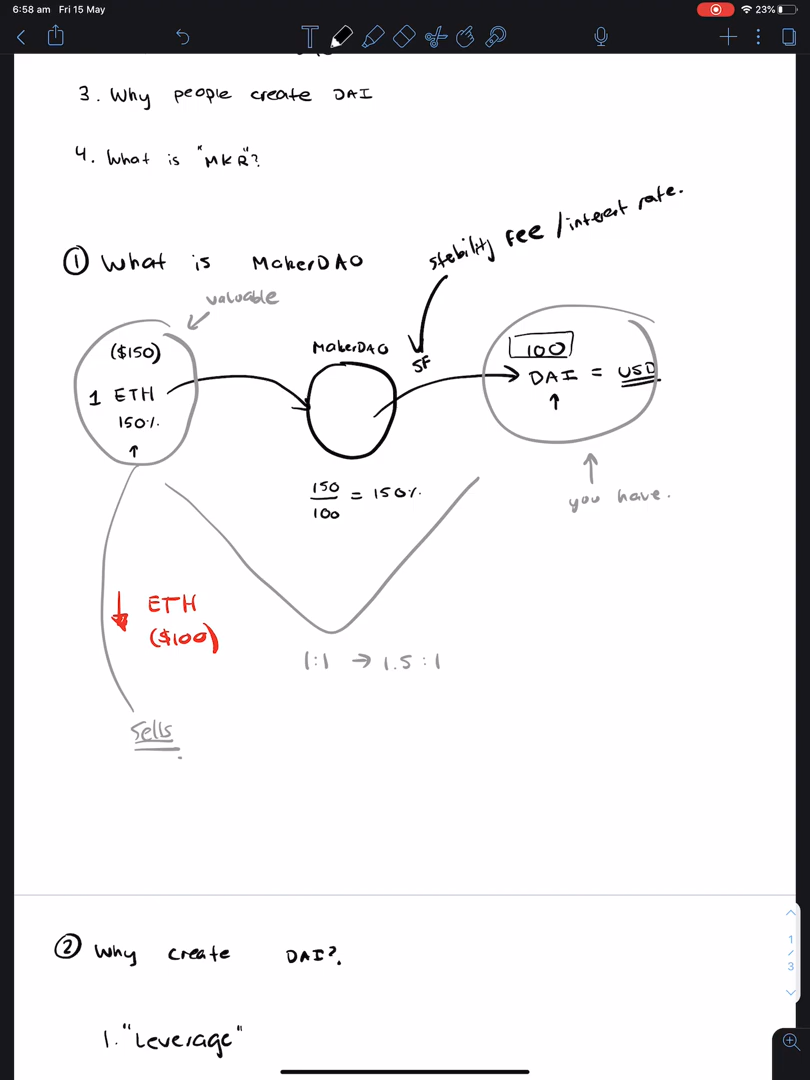 6:58 am Fri 15 May
23%
3. Why people create DAI
4. What is "MKR"?
stebility FEE / interest rate.
① What is MakerDAO
valuable
($150)
1 ETH
150%
MakerDAO
SF
100
DAI = USD
150
100
= 150%
you have.
ETH
($100)
1:1 → 1.5:1
Sells
② Why create DAI?.
1. "Leverage"
1
/
3